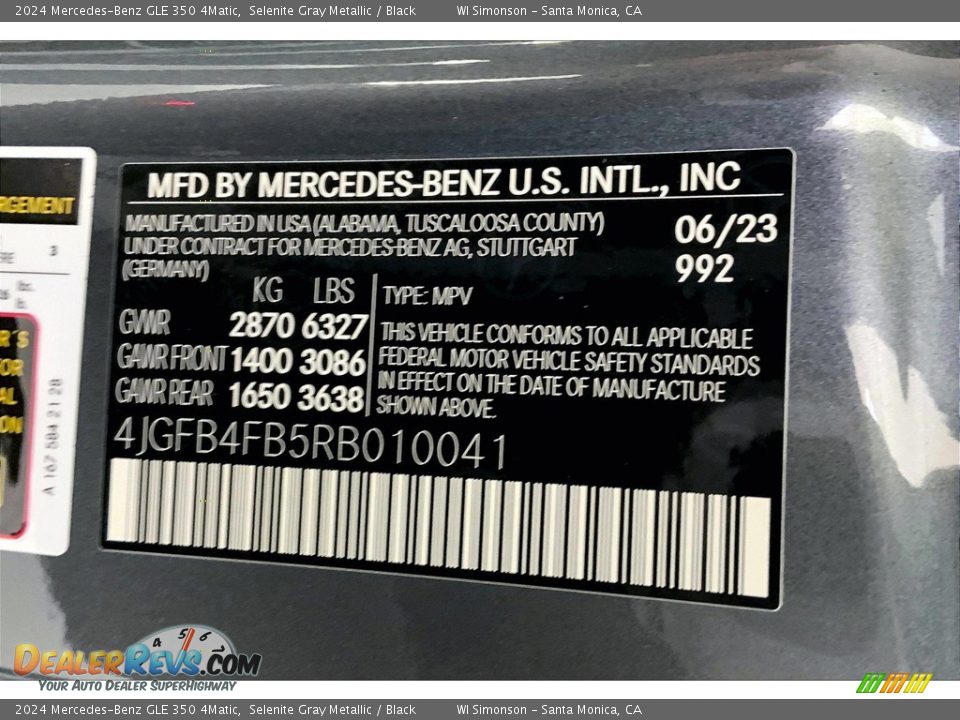 2024 Mercedes-Benz GLE 350 4Matic, Selenite Gray Metallic / Black WI Simonson - Santa Monica, CA
MFD BY MERCEDES-BENZ U.S. INTL., INC
MANUFACTURED IN USA (ALABAMA, TUSCALOOSA COUNTY) 06/23
UNDER CONTRACT FOR MERCEDES-BENZ AG, STUTTGART
(GERMANY) 992
KG LBS
GVWR 2870 6327
GAWR FRONT 1400 3086
GAWR REAR 1650 3638
TYPE: MPV
THIS VEHICLE CONFORMS TO ALL APPLICABLE
FEDERAL MOTOR VEHICLE SAFETY STANDARDS
IN EFFECT ON THE DATE OF MANUFACTURE
SHOWN ABOVE.
4JGFB4FB5RB010041
A 167 584 21 28
4 5 6
DEALERREVS.COM
YOUR AUTO DEALER SUPERHIGHWAY
2024 Mercedes-Benz GLE 350 4Matic, Selenite Gray Metallic / Black WI Simonson - Santa Monica, CA